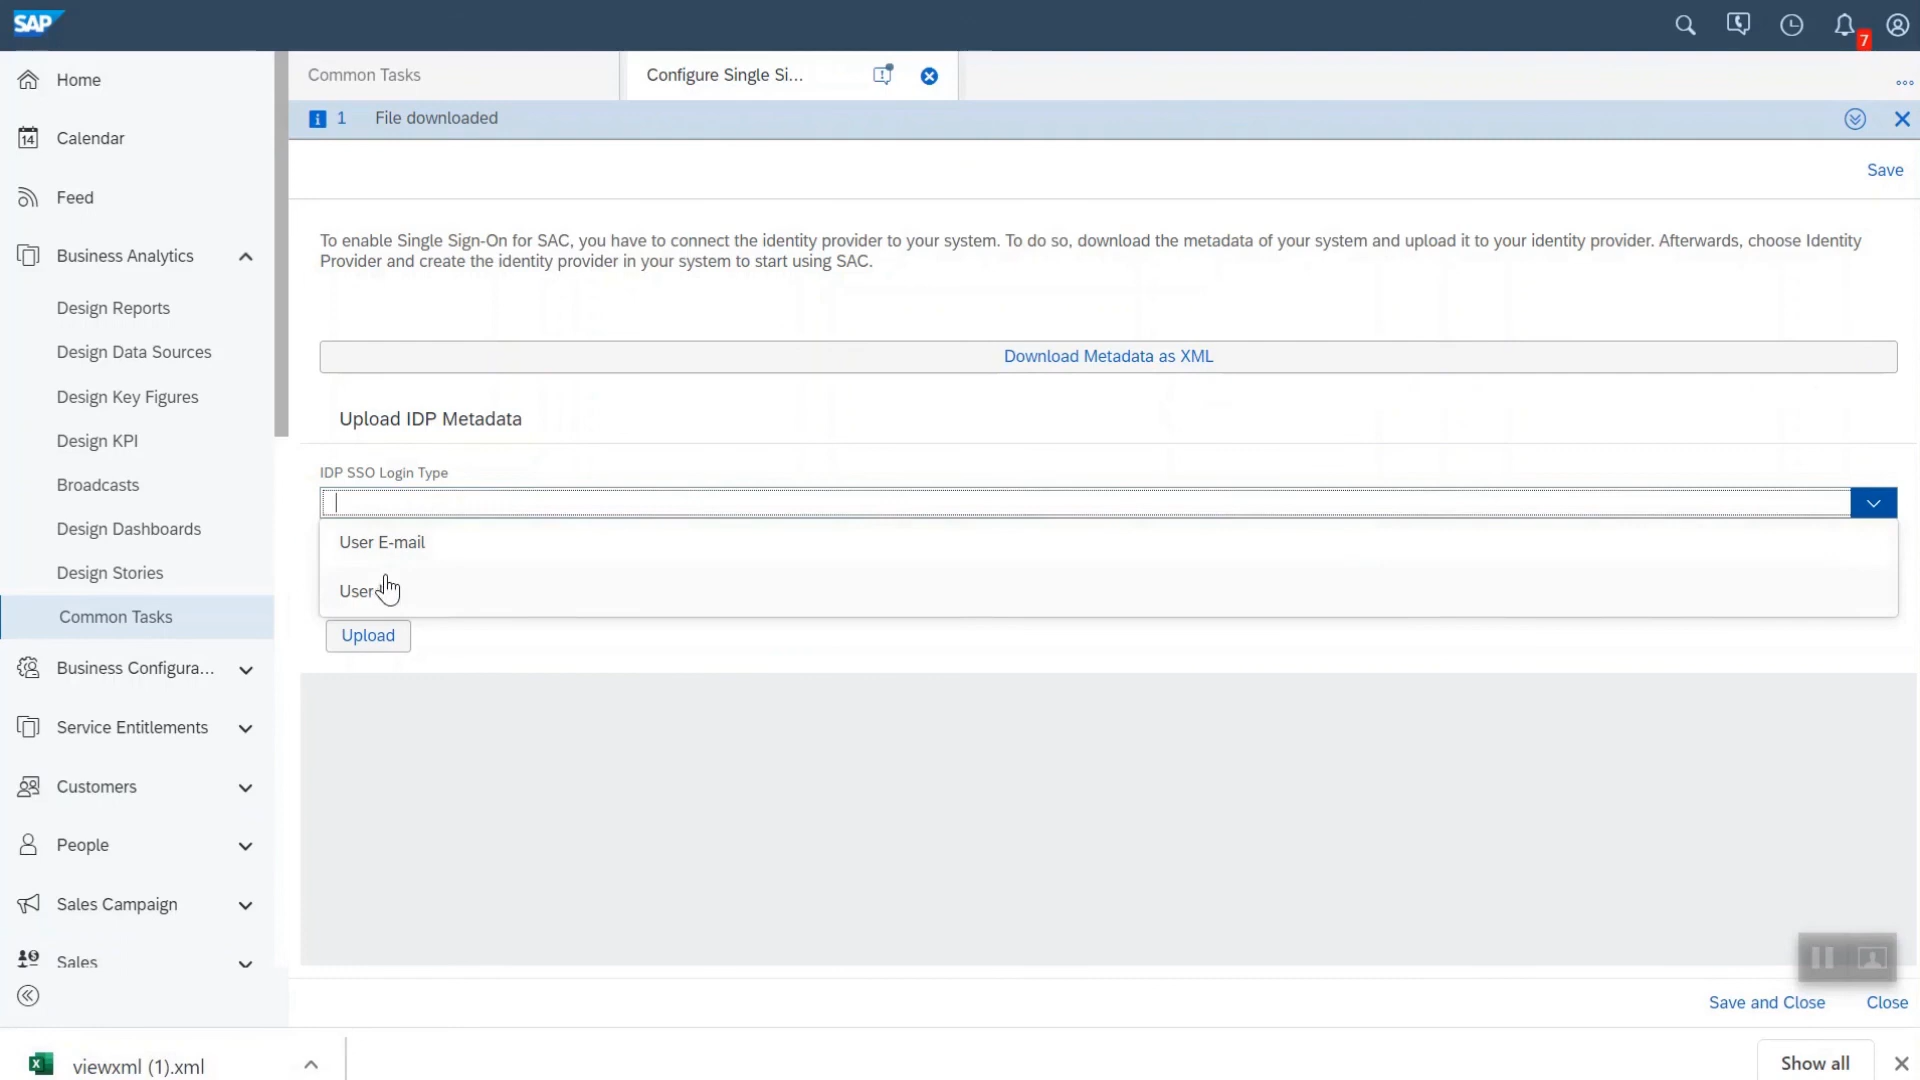 SAP
7
Home
Common Tasks
Configure Single Si...
1 File downloaded
14
Calendar
Save
Feed
To enable Single Sign-On for SAC, you have to connect the identity provider to your system. To do so, download the metadata of your system and upload it to your identity provider. Afterwards, choose Identity
Provider and create the identity provider in your system to start using SAC.
Business Analytics
Design Reports
Design Data Sources
Design Key Figures
Design KPI
Broadcasts
Design Dashboards
Design Stories
Common Tasks
Download Metadata as XML
Upload IDP Metadata
IDP SSO Login Type
User E-mail
User
Upload
Business Configura...
Service Entitlements
Customers
People
Sales Campaign
Sales
Save and Close
Close
viewxml (1).xml
Show all